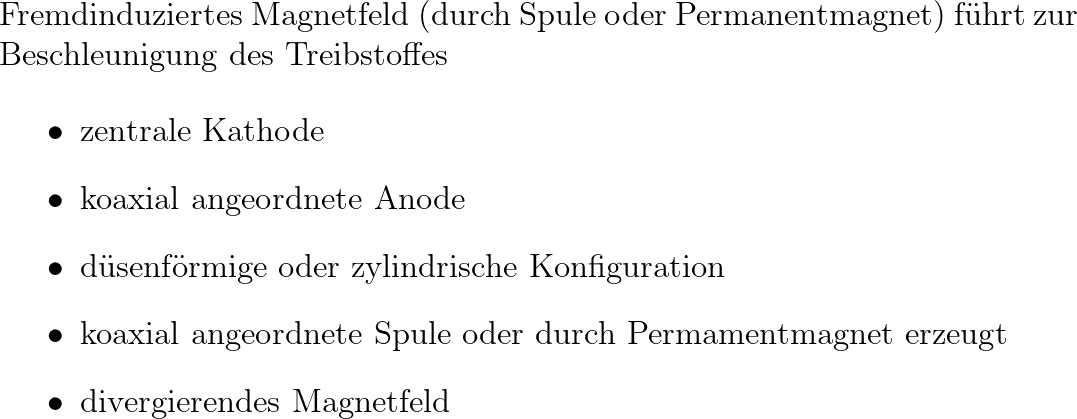 Fremdinduziertes Magnetfeld (durch Spule oder Permanentmagnet) führt zur
Beschleunigung des Treibstoffes
• zentrale Kathode
• koaxial angeordnete Anode
• düsenförmige oder zylindrische Konfiguration
• koaxial angeordnete Spule oder durch Permamentmagnet erzeugt
• divergierendes Magnetfeld